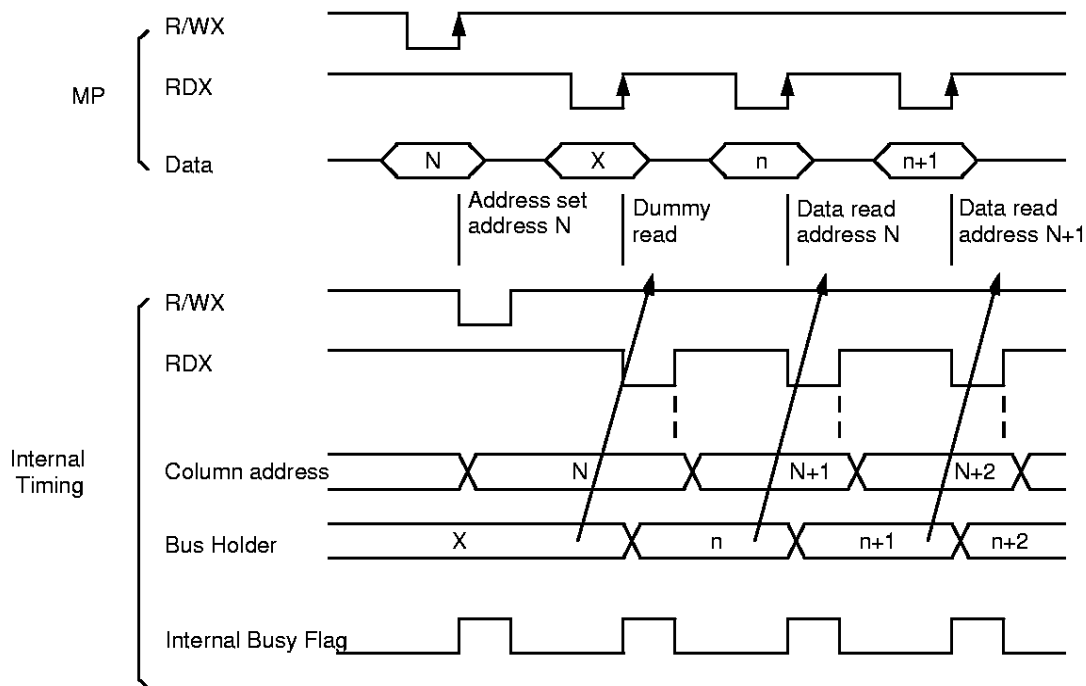 R/WX
MP
RDX
Data
N
X
n
n+1
Address set
address N
Dummy
read
Data read
address N
Data read
address N+1
R/WX
RDX
Internal
Timing
Column address
N
N+1
N+2
Bus Holder
X
n
n+1
n+2
Internal Busy Flag